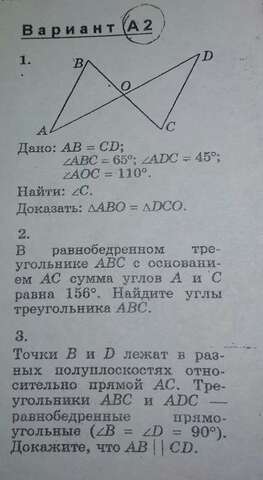 Вариант А2
1.
B
D
O
A
C
Дано: AB = CD;
∠ABC = 65°; ∠ADC = 45°;
∠AOC = 110°.
Найти: ∠C.
Доказать: △ABO = △DCO.
2.
В равнобедренном тре-
угольнике ABC с основани-
ем AC сумма углов A и C
равна 156°. Найдите углы
треугольника ABC.
3.
Точки B и D лежат в раз-
ных полуплоскостях отно-
сительно прямой AC. Тре-
угольники ABC и ADC —
равнобедренные прямо-
угольные (∠B = ∠D = 90°).
Докажите, что AB || CD.